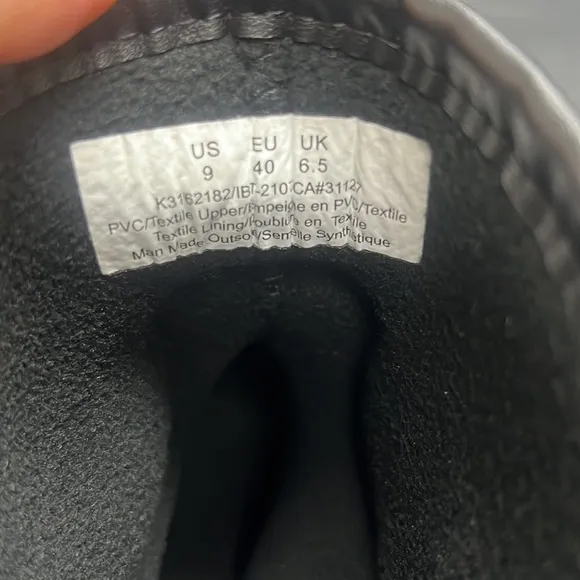 US EU UK
9 40 6.5
K3162182/IBT-210 CA#3112
PVC/Textile Upper/Empeigne en PVC/Textile
Textile Lining/Doublure en Textile
Man Made Outsole/Semelle Synthétique